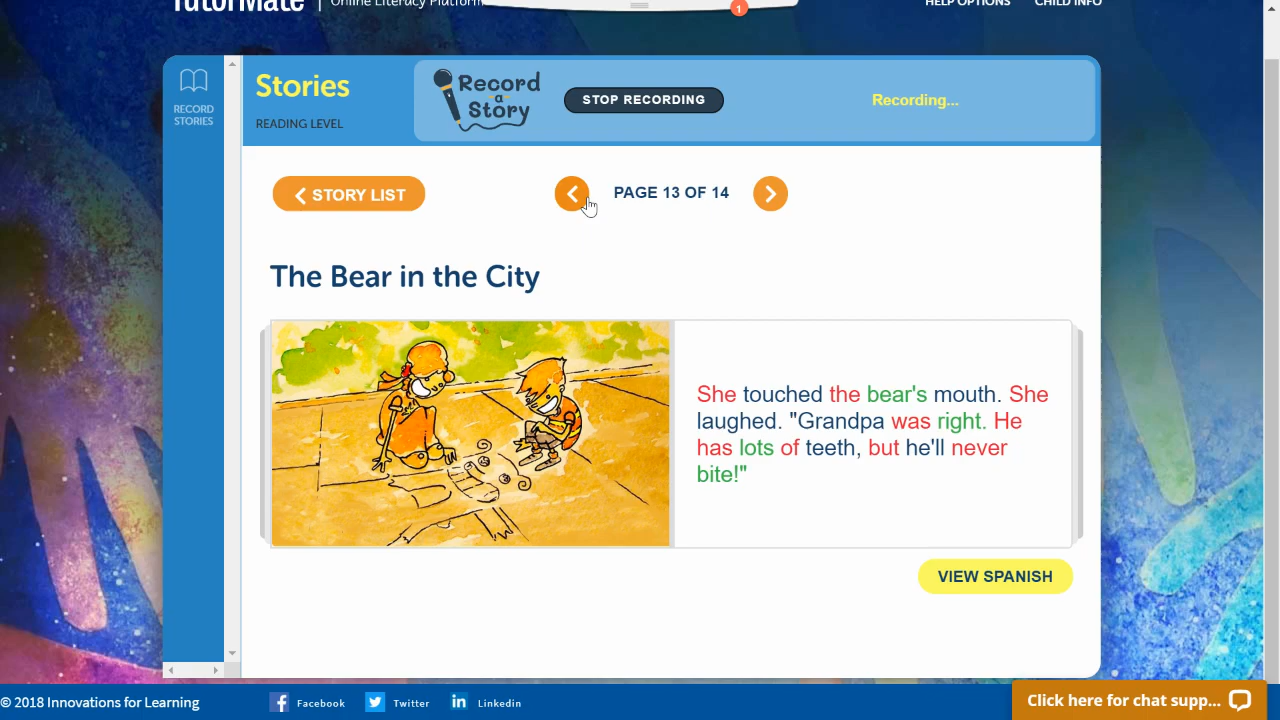 TutorMate | Online Literacy Platform
1
HELP OPTIONS
CHILD INFO
RECORD
STORIES
Stories
READING LEVEL
Record
a
Story
STOP RECORDING
Recording...
STORY LIST
PAGE 13 OF 14
The Bear in the City
She touched the bear's mouth. She
laughed. "Grandpa was right. He
has lots of teeth, but he'll never
bite!"
VIEW SPANISH
© 2018 Innovations for Learning
Facebook
Twitter
Linkedin
Click here for chat supp...